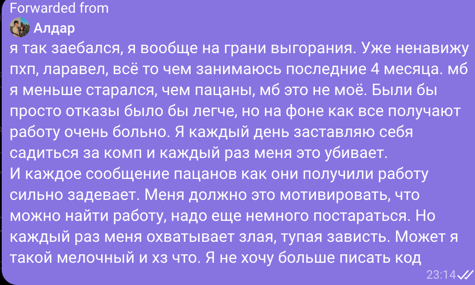 Forwarded from
Алдар
я так заебался, я вообще на грани выгорания. Уже ненавижу
пхп, ларавел, всё то чем занимаюсь последние 4 месяца. мб
я меньше старался, чем пацаны, мб это не моё. Были бы
просто отказы было бы легче, но на фоне как все получают
работу очень больно. Я каждый день заставляю себя
садиться за комп и каждый раз меня это убивает.
И каждое сообщение пацанов как они получили работу
сильно задевает. Меня должно это мотивировать, что
можно найти работу, надо еще немного постараться. Но
каждый раз меня охватывает злая, тупая зависть. Может я
такой мелочный и хз что. Я не хочу больше писать код
23:14